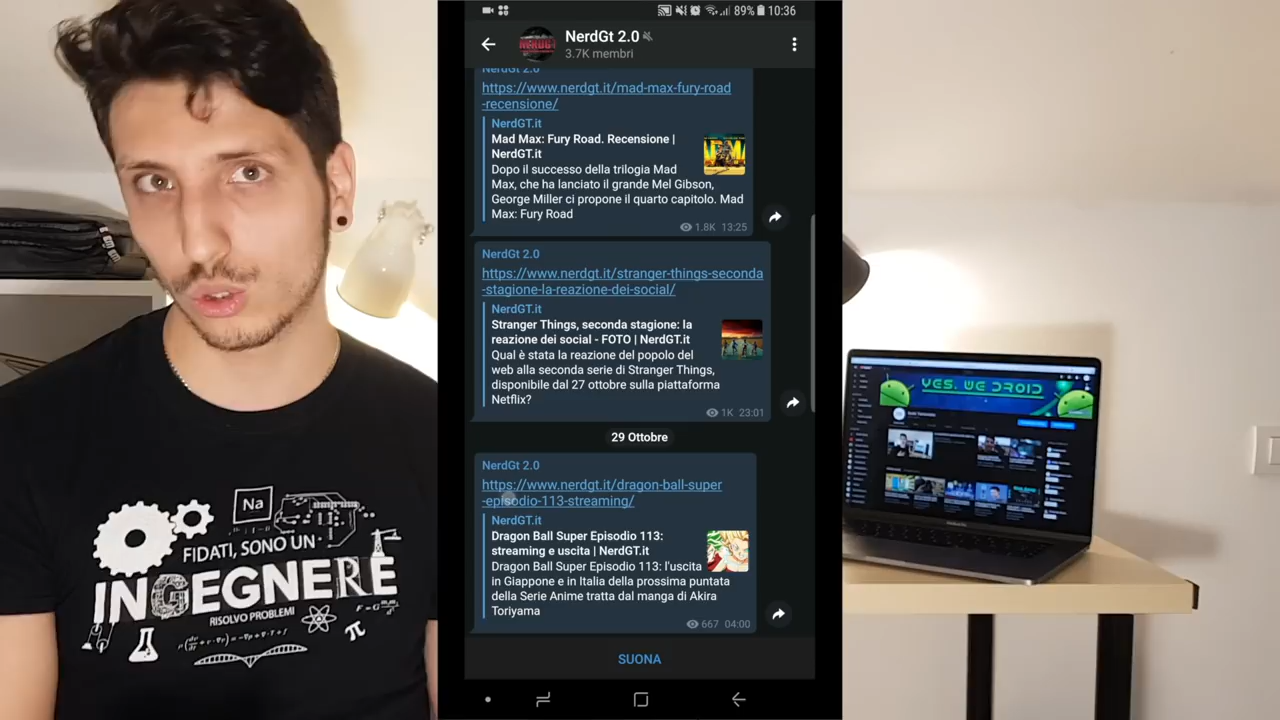 Na
FIDATI, SONO UN
INGEGNERE
RISOLVO PROBLEMI
π
89% 10:36
NerdGt 2.0
3.7K membri
NerdGt 2.0
https://www.nerdgt.it/mad-max-fury-road
-recensione/
NerdGT.it
Mad Max: Fury Road. Recensione |
NerdGT.it
Dopo il successo della trilogia Mad
Max, che ha lanciato il grande Mel Gibson,
George Miller ci propone il quarto capitolo. Mad
Max: Fury Road
1.8K 13:25
NerdGt 2.0
https://www.nerdgt.it/stranger-things-seconda
-stagione-la-reazione-dei-social/
NerdGT.it
Stranger Things, seconda stagione: la
reazione dei social - FOTO | NerdGT.it
Qual è stata la reazione del popolo del
web alla seconda serie di Stranger Things,
disponibile dal 27 ottobre sulla piattaforma
Netflix?
1K 23:01
29 Ottobre
NerdGt 2.0
https://www.nerdgt.it/dragon-ball-super
-episodio-113-streaming/
NerdGT.it
Dragon Ball Super Episodio 113:
streaming e uscita | NerdGT.it
Dragon Ball Super Episodio 113: l'uscita
in Giappone e in Italia della prossima puntata
della Serie Anime tratta dal manga di Akira
Toriyama
667 04:00
SUONA
YES, WE DROID